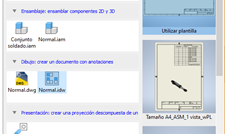 Ensamblaje: ensamblar componentes 2D y 3D
Conjunto soldado.iam
Normal.iam
Dibujo: crear un documento con anotaciones
Normal.dwg
Normal.idw
Presentación: crear una proyección descompuesta de un
Utilizar plantilla
Tamaño A4_ASM_1 vista_wPL